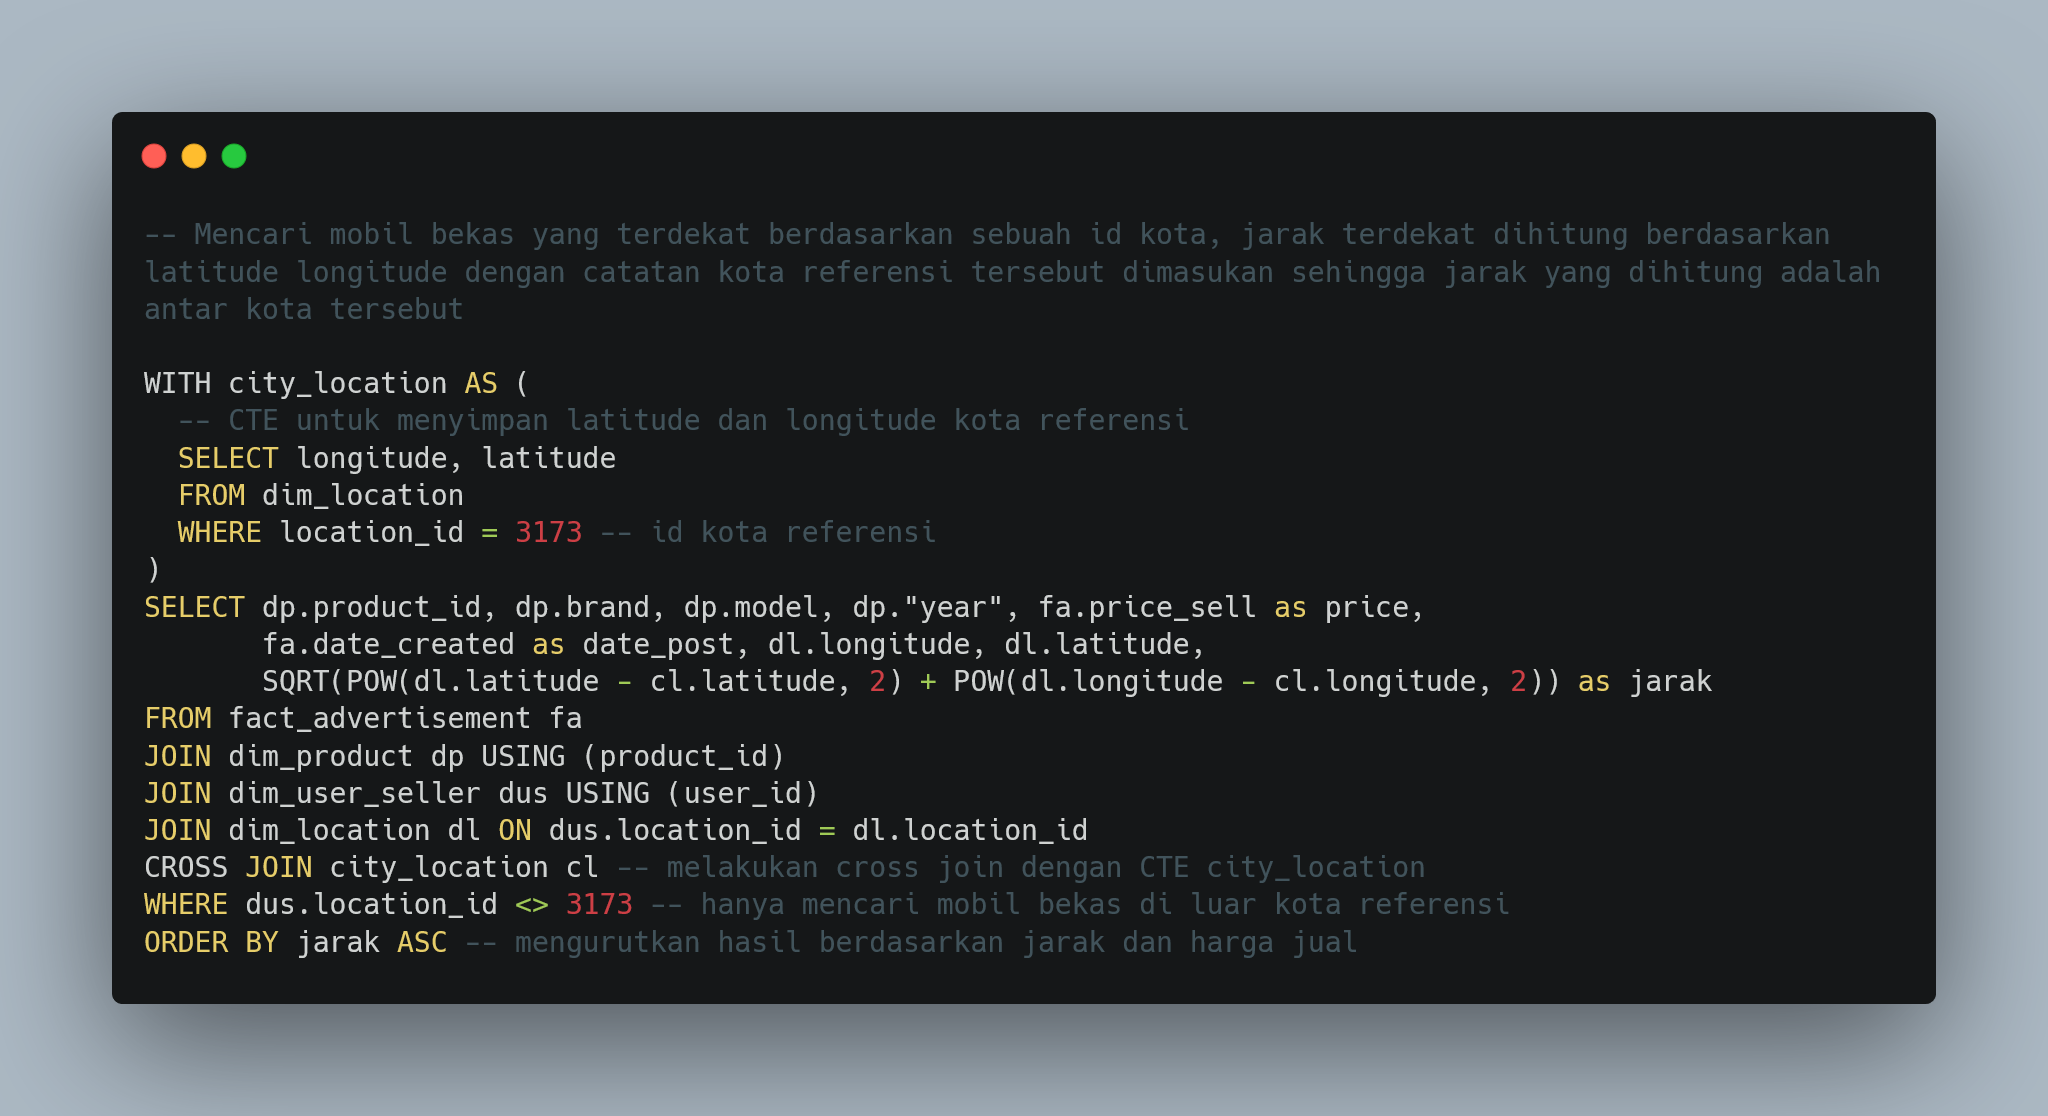 -- Mencari mobil bekas yang terdekat berdasarkan sebuah id kota, jarak terdekat dihitung berdasarkan
latitude longitude dengan catatan kota referensi tersebut dimasukan sehingga jarak yang dihitung adalah
antar kota tersebut

WITH city_location AS (
  -- CTE untuk menyimpan latitude dan longitude kota referensi
  SELECT longitude, latitude
  FROM dim_location
  WHERE location_id = 3173 -- id kota referensi
)
SELECT dp.product_id, dp.brand, dp.model, dp."year", fa.price_sell as price,
       fa.date_created as date_post, dl.longitude, dl.latitude,
       SQRT(POW(dl.latitude - cl.latitude, 2) + POW(dl.longitude - cl.longitude, 2)) as jarak
FROM fact_advertisement fa
JOIN dim_product dp USING (product_id)
JOIN dim_user_seller dus USING (user_id)
JOIN dim_location dl ON dus.location_id = dl.location_id
CROSS JOIN city_location cl -- melakukan cross join dengan CTE city_location
WHERE dus.location_id <> 3173 -- hanya mencari mobil bekas di luar kota referensi
ORDER BY jarak ASC -- mengurutkan hasil berdasarkan jarak dan harga jual